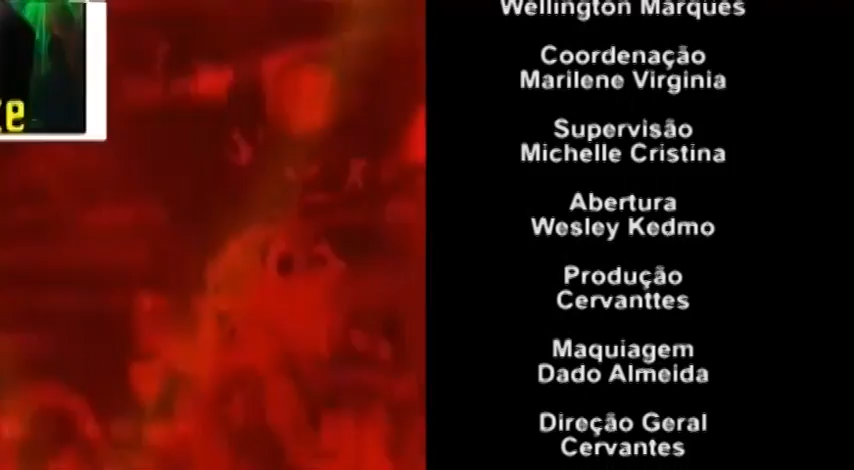 Wellington Marques
Coordenação
Marilene Virginia
Supervisão
Michelle Cristina
Abertura
Wesley Kedmo
Produção
Cervanttes
Maquiagem
Dado Almeida
Direção Geral
Cervantes